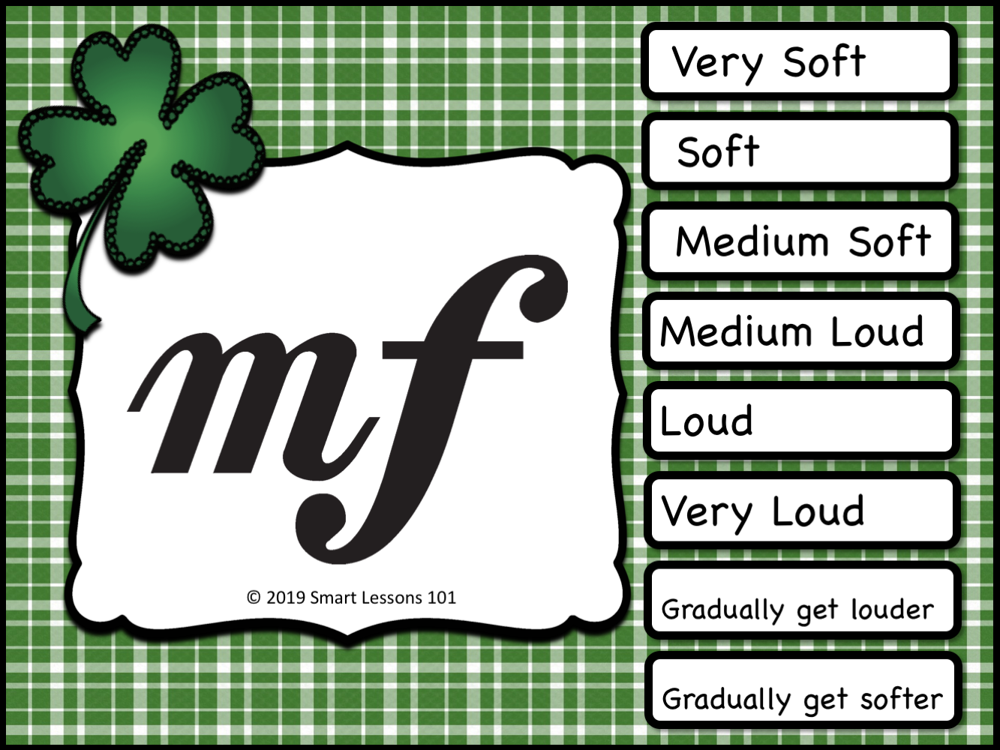 mf
© 2019 Smart Lessons 101
Very Soft
Soft
Medium Soft
Medium Loud
Loud
Very Loud
Gradually get louder
Gradually get softer